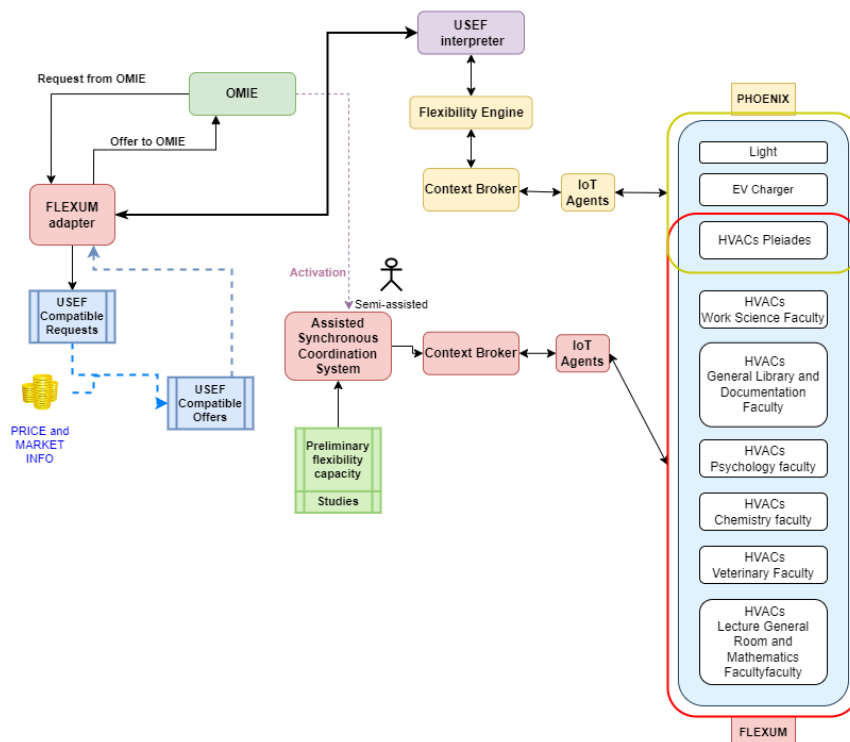 USEF
interpreter
Request from OMIE
OMIE
PHOENIX
Flexibility Engine
Offer to OMIE
Light
Context Broker
IoT
Agents
EV Charger
FLEXUM
adapter
HVACs Pleiades
Activation
Semi-assisted
USEF
Compatible
Requests
HVACs
Work Science Faculty
Assisted
Synchronous
Coordination
System
Context Broker
IoT
Agents
HVACs
General Library and
Documentation
Faculty
USEF
Compatible
Offers
PRICE and
MARKET
INFO
Preliminary
flexibility
capacity
Studies
HVACs
Psychology faculty
HVACs
Chemistry faculty
HVACs
Veterinary Faculty
HVACs
Lecture General
Room and
Mathematics
Facultyfaculty
FLEXUM